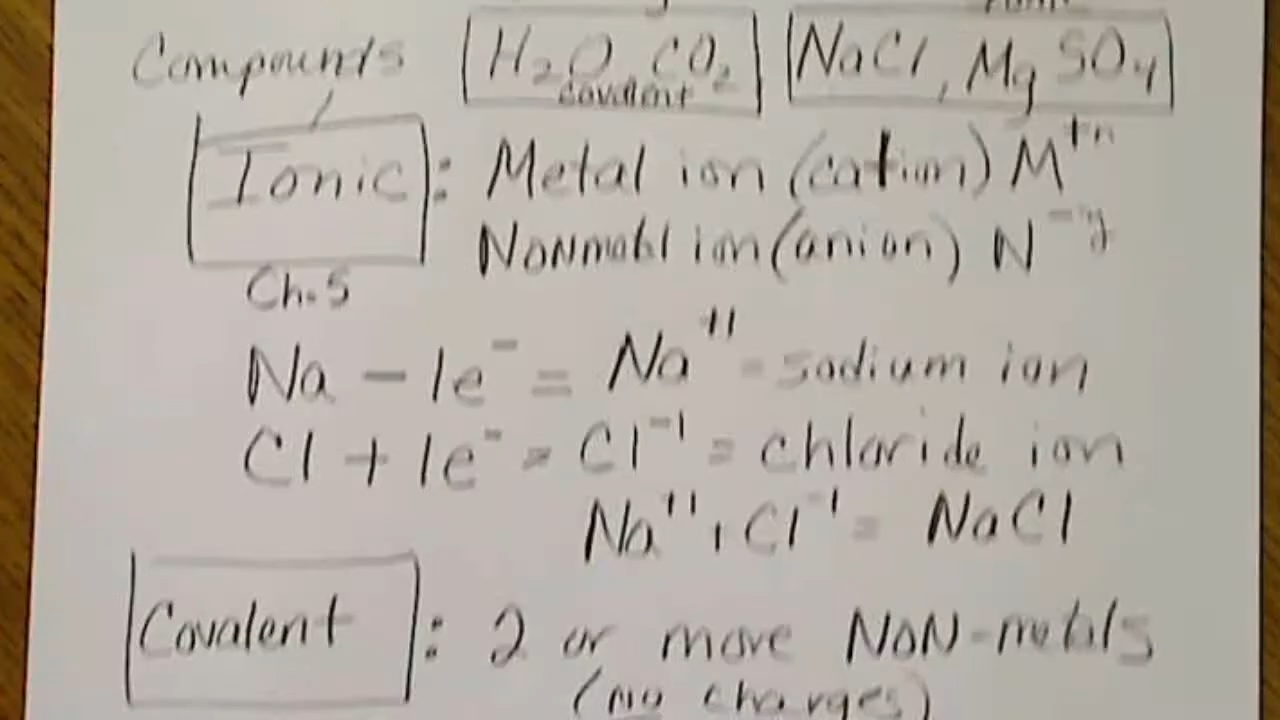 Compounds H₂O CO₂ NaCl, MgSO₄
covalent
Ionic: Metal ion (cation) M⁺ⁿ
Nonmetal ion (anion) N⁻ʸ
Ch.5
Na - 1e⁻ = Na⁺¹ = sodium ion
Cl + 1e⁻ = Cl⁻¹ = chloride ion
Na⁺¹ + Cl⁻¹ = NaCl
Covalent: 2 or more NON-metals
(no charges)